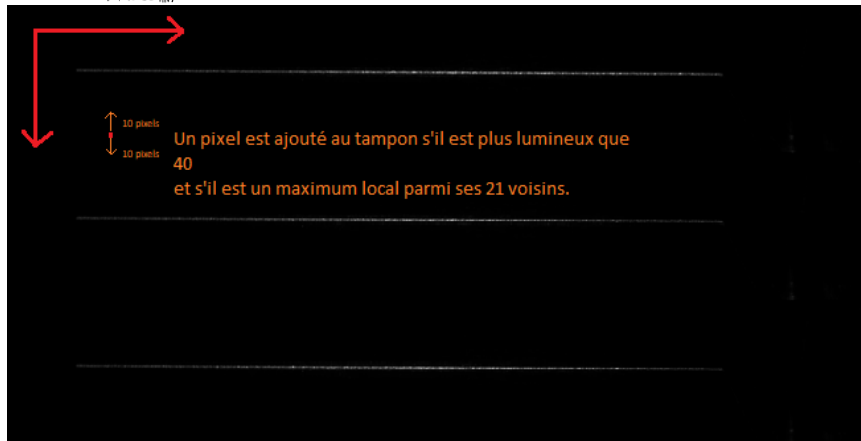 10 pixels
10 pixels
Un pixel est ajouté au tampon s'il est plus lumineux que
40
et s'il est un maximum local parmi ses 21 voisins.